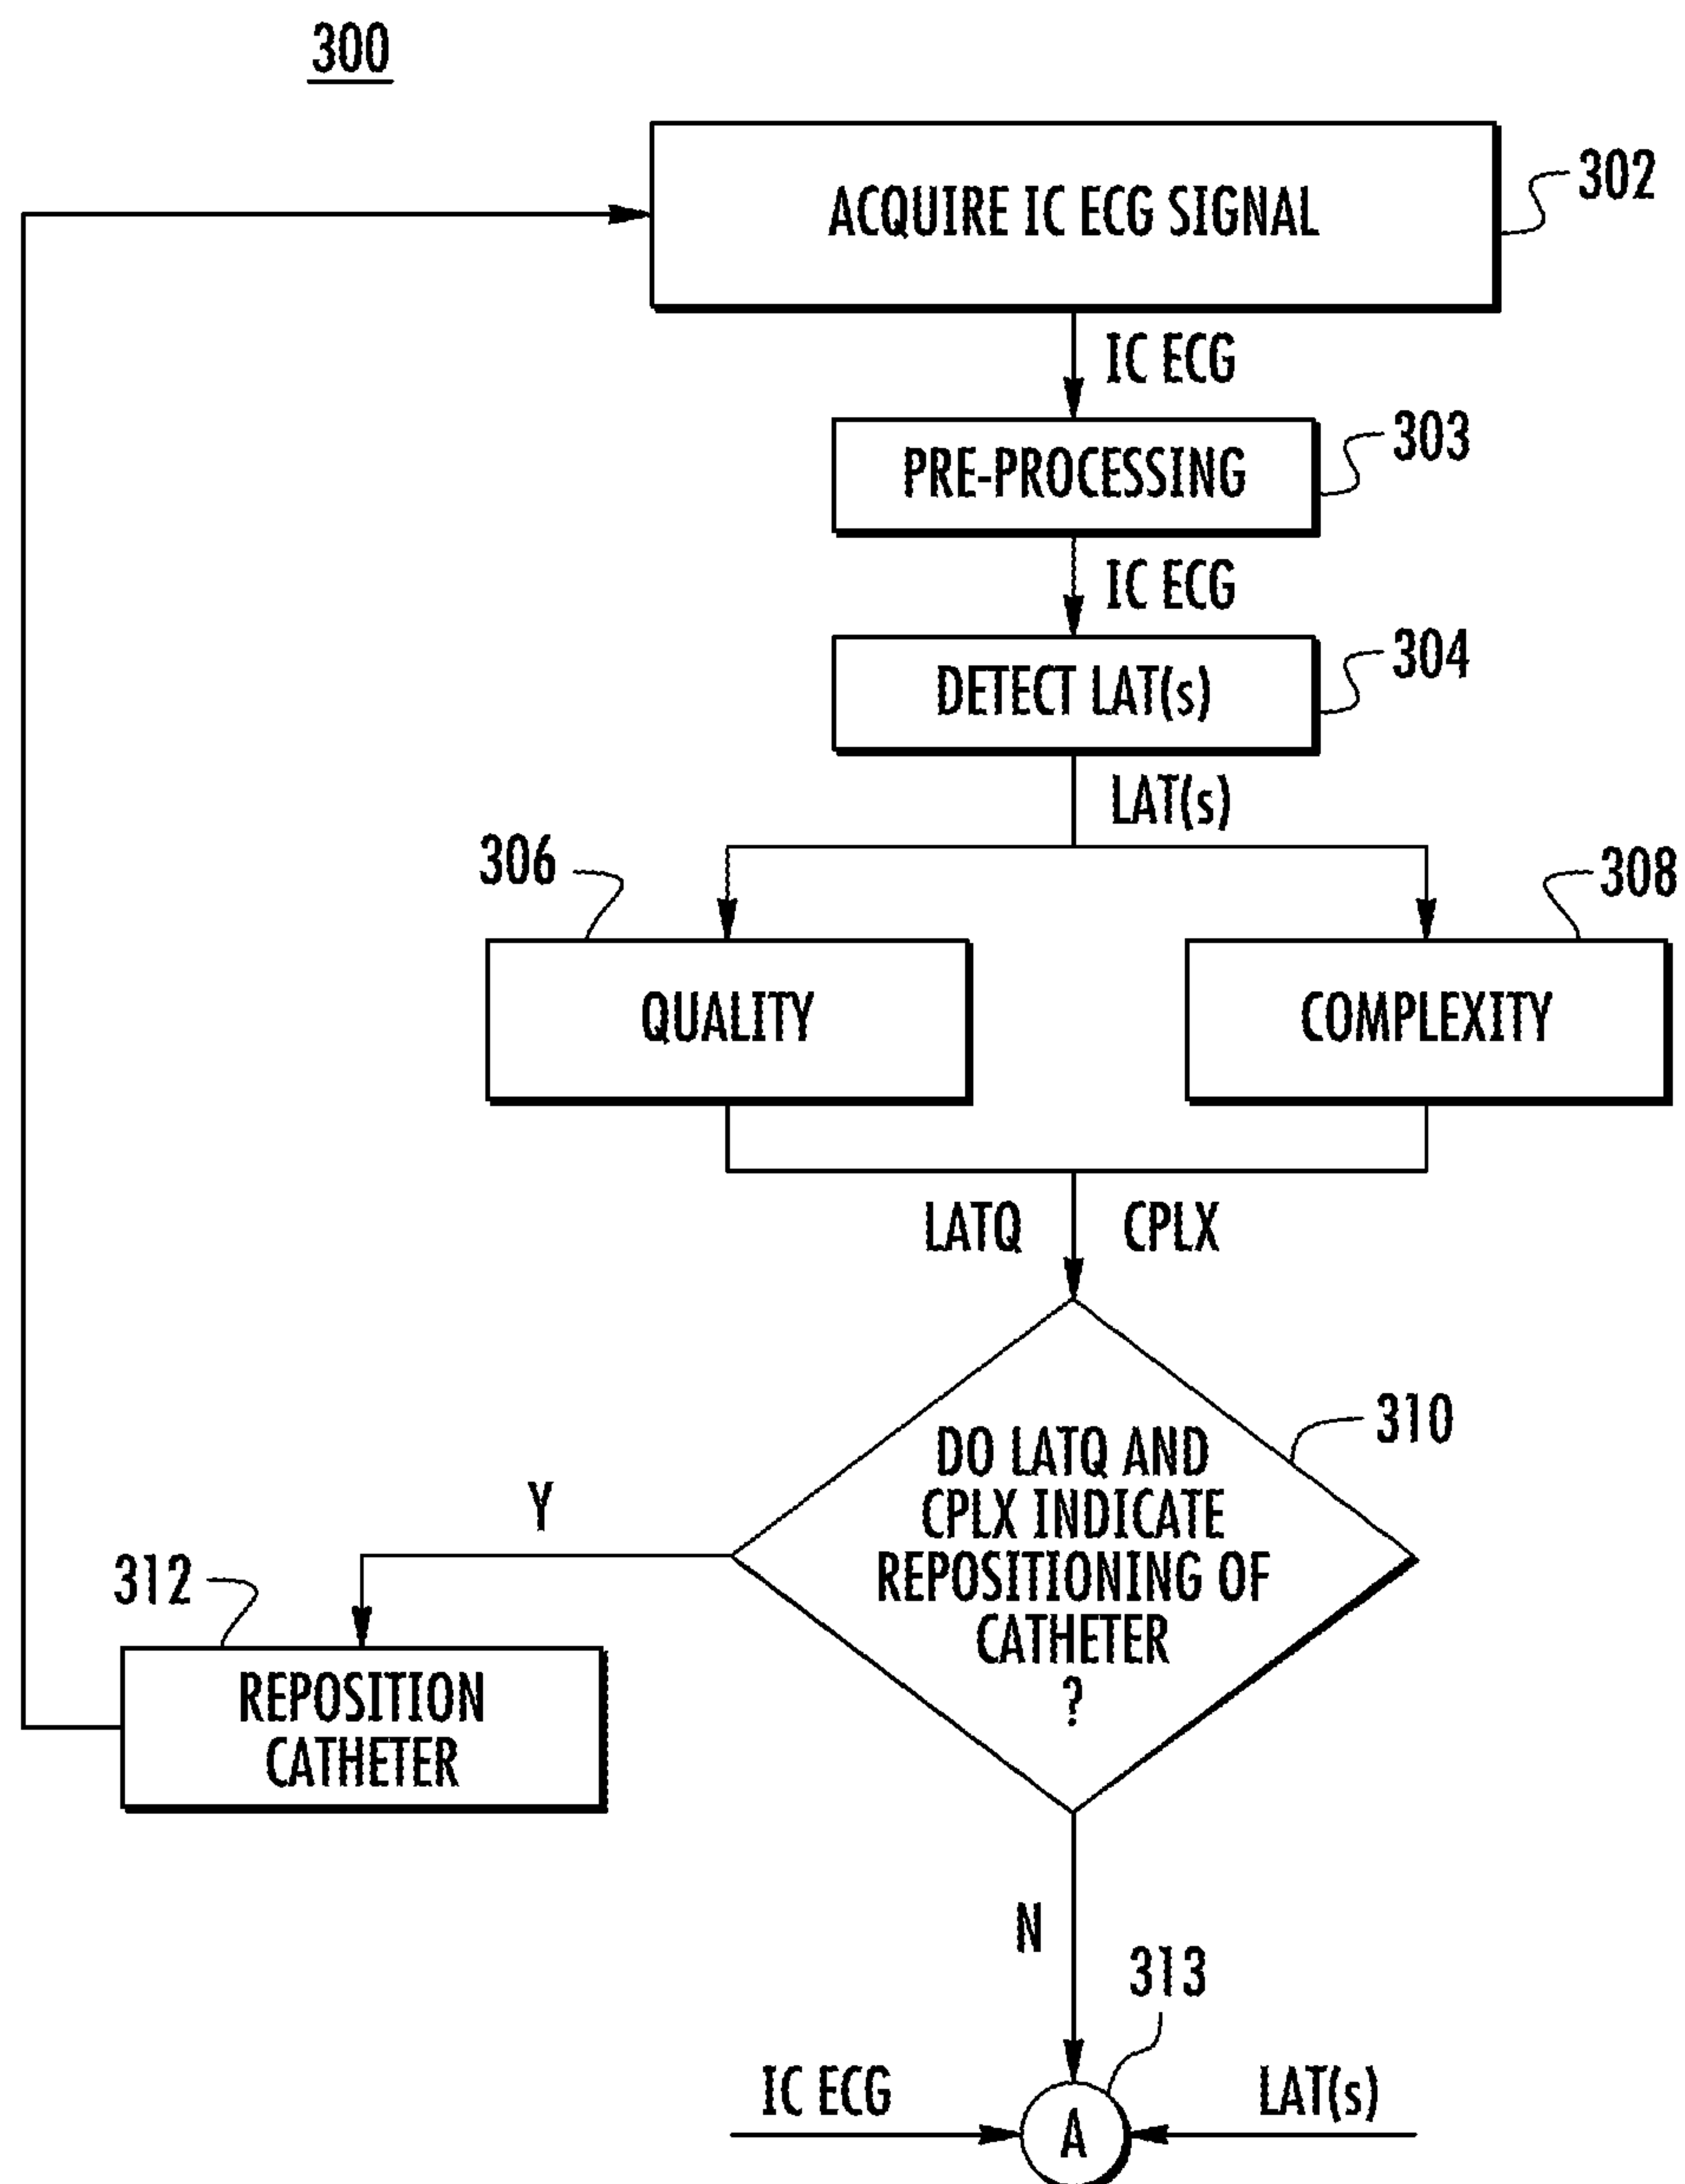 300
ACQUIRE IC ECG SIGNAL
302
IC ECG
PRE-PROCESSING
303
IC ECG
DETECT LAT(s)
304
LAT(s)
306
308
QUALITY
COMPLEXITY
LATQ
CPLX
DO LATQ AND
CPLX INDICATE
REPOSITIONING OF
CATHETER
?
310
Y
312
REPOSITION
CATHETER
N
313
IC ECG
A
LAT(s)